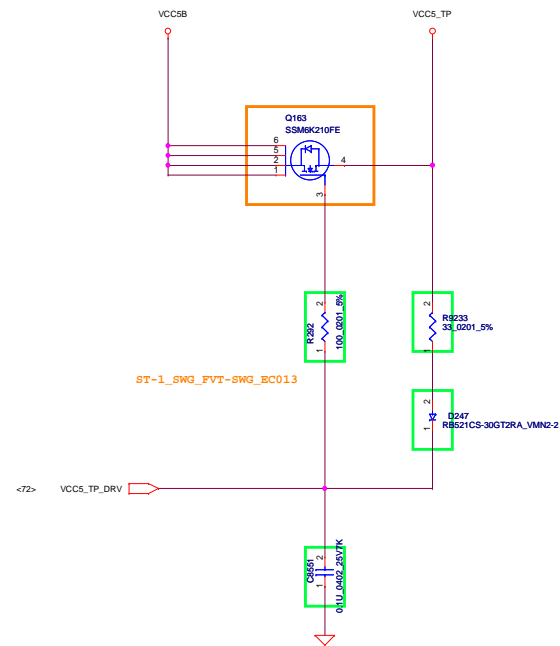 VCC5B
VCC5_TP
Q163
SSM6K210FE
6
5
2
1
4
3
2
R292
100_0201_5%
1
2
R9233
33_0201_5%
1
ST-1_SWG_FVT-SWG_EC013
2
D247
RB521CS-30GT2RA_VMN2-2
1
<72>
VCC5_TP_DRV
2
C8551
0.1U_0402_25V7K
1